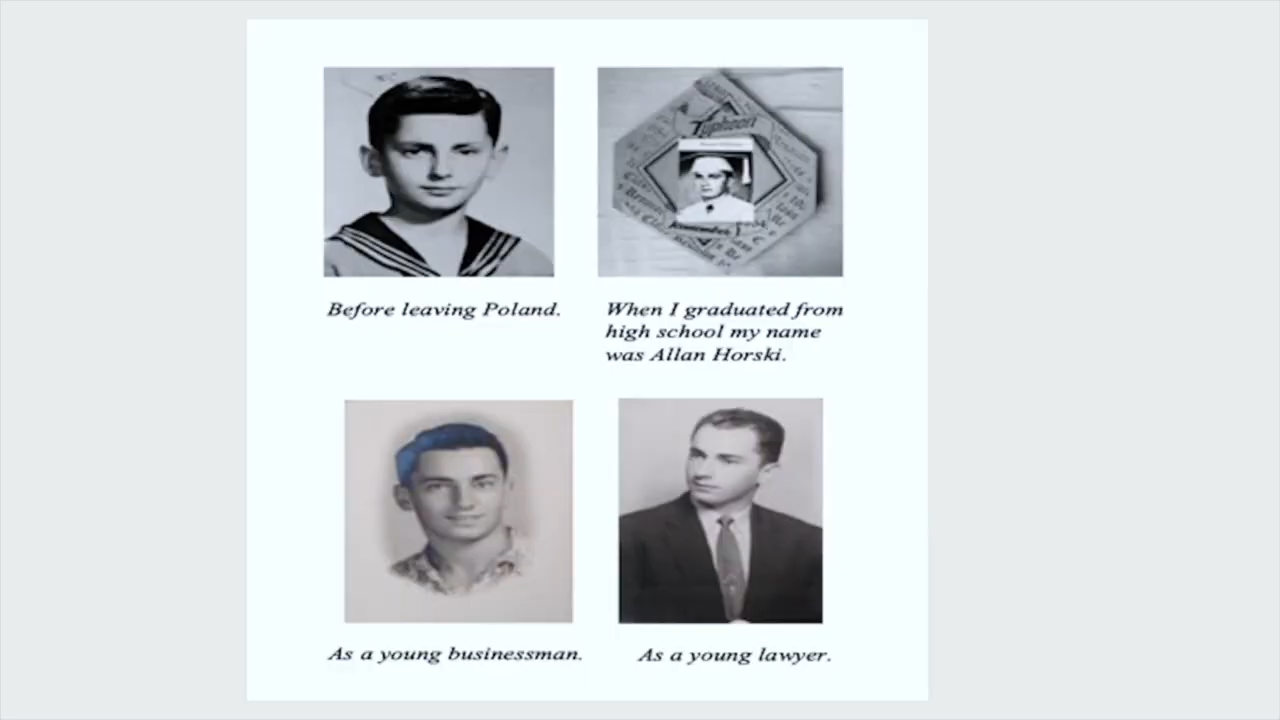 Typhoon
Before leaving Poland.
When I graduated from
high school my name
was Allan Horski.
As a young businessman.
As a young lawyer.